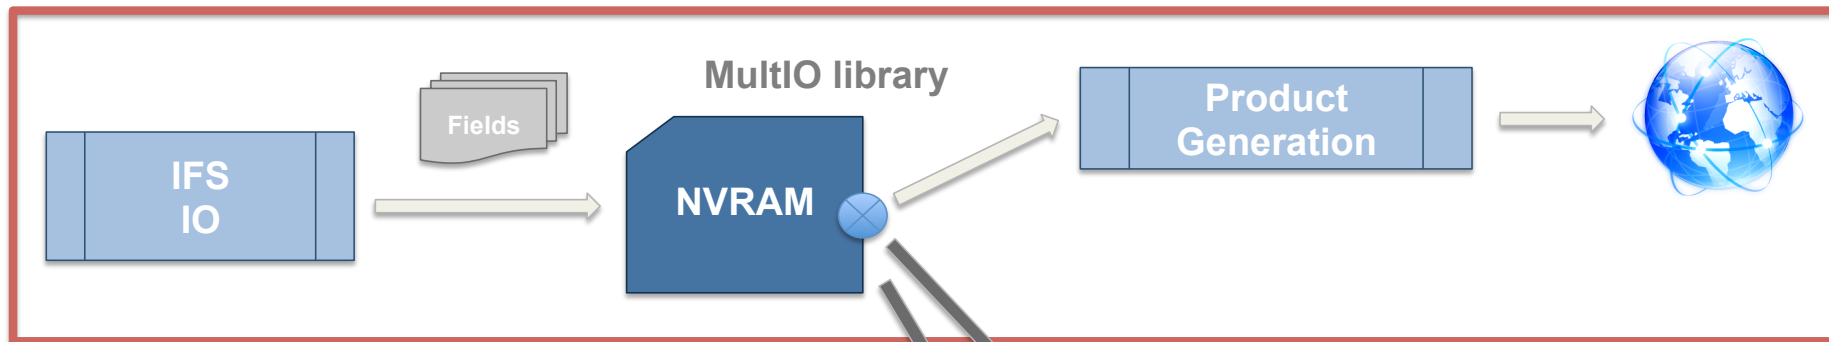 MultIO library
Fields
IFS
IO
NVRAM
Product
Generation